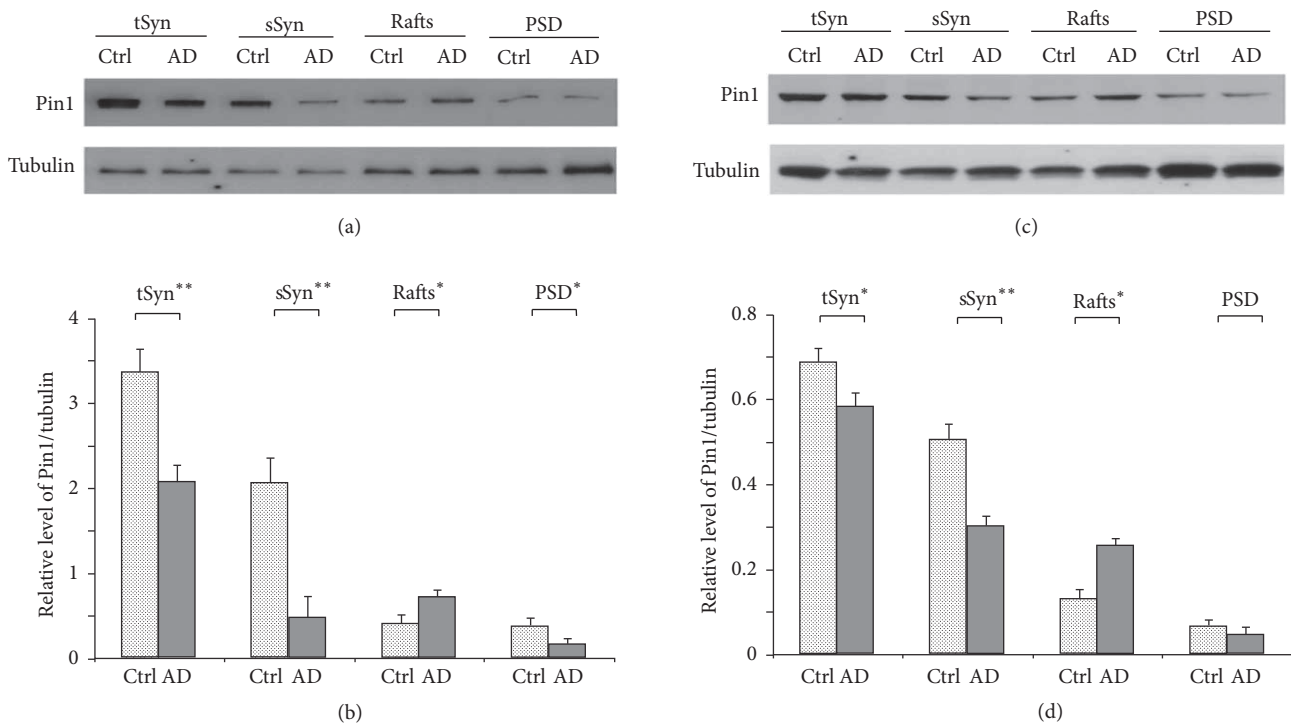 tSyn sSyn Rafts PSD
Ctrl AD Ctrl AD Ctrl AD Ctrl AD
Pin1
Tubulin
(a)
tSyn sSyn Rafts PSD
Ctrl AD Ctrl AD Ctrl AD Ctrl AD
Pin1
Tubulin
(c)
tSyn** sSyn** Rafts* PSD*
4
3
2
1
0
Relative level of Pin1/tubulin
Ctrl AD Ctrl AD Ctrl AD Ctrl AD
(b)
tSyn* sSyn** Rafts* PSD
0.8
0.6
0.4
0.2
0
Relative level of Pin1/tubulin
Ctrl AD Ctrl AD Ctrl AD Ctrl AD
(d)